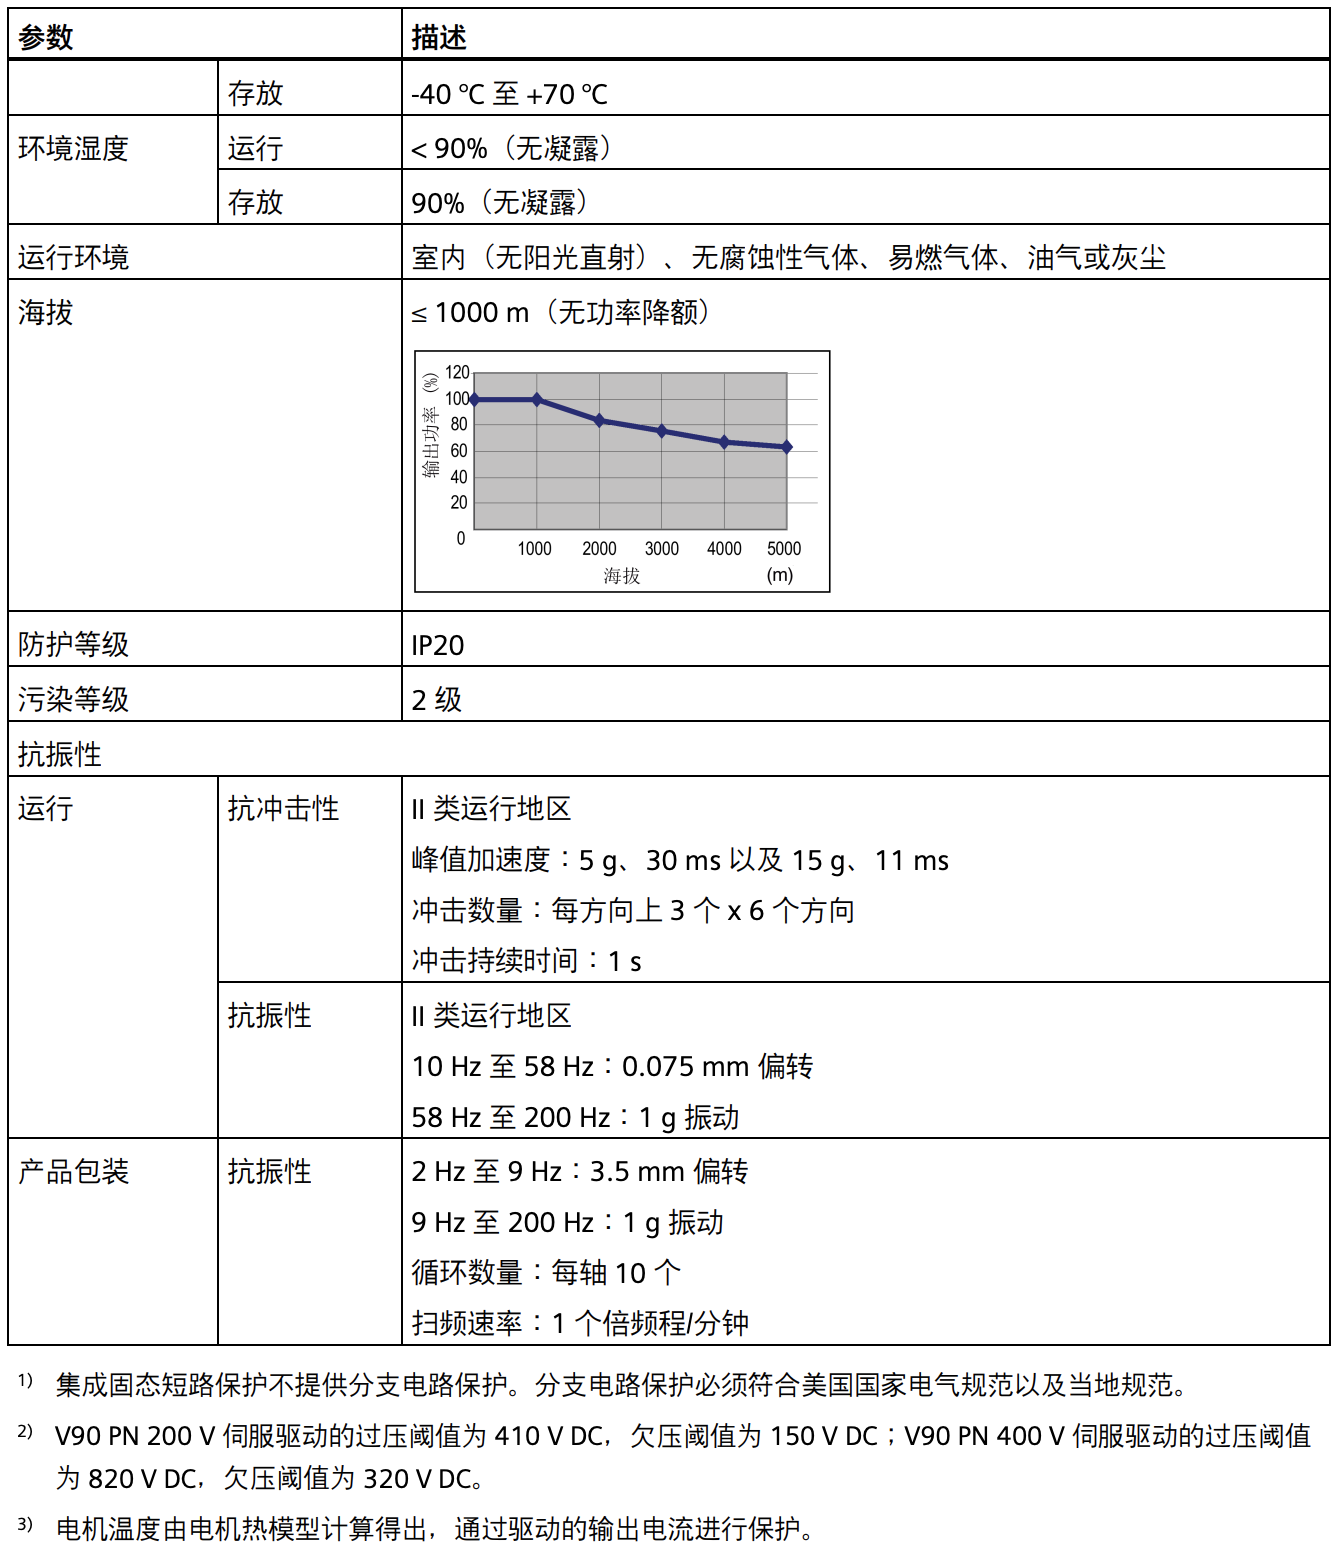 参数 描述
存放 -40 °C 至 +70 °C
环境湿度 运行 < 90%（无凝露）
存放 90%（无凝露）
运行环境 室内（无阳光直射）、无腐蚀性气体、易燃气体、油气或灰尘
海拔 ≤ 1000 m（无功率降额）
输出功率 (%)
120
100
80
60
40
20
0
1000 2000 3000 4000 5000
海拔 (m)
防护等级 IP20
污染等级 2 级
抗振性
运行 抗冲击性 II 类运行地区
峰值加速度：5 g、30 ms 以及 15 g、11 ms
冲击数量：每方向上 3 个 x 6 个方向
冲击持续时间：1 s
抗振性 II 类运行地区
10 Hz 至 58 Hz：0.075 mm 偏转
58 Hz 至 200 Hz：1 g 振动
产品包装 抗振性 2 Hz 至 9 Hz：3.5 mm 偏转
9 Hz 至 200 Hz：1 g 振动
循环数量：每轴 10 个
扫频速率：1 个倍频程/分钟
1) 集成固态短路保护不提供分支电路保护。分支电路保护必须符合美国国家电气规范以及当地规范。
2) V90 PN 200 V 伺服驱动的过压阈值为 410 V DC，欠压阈值为 150 V DC；V90 PN 400 V 伺服驱动的过压阈值
为 820 V DC，欠压阈值为 320 V DC。
3) 电机温度由电机热模型计算得出，通过驱动的输出电流进行保护。